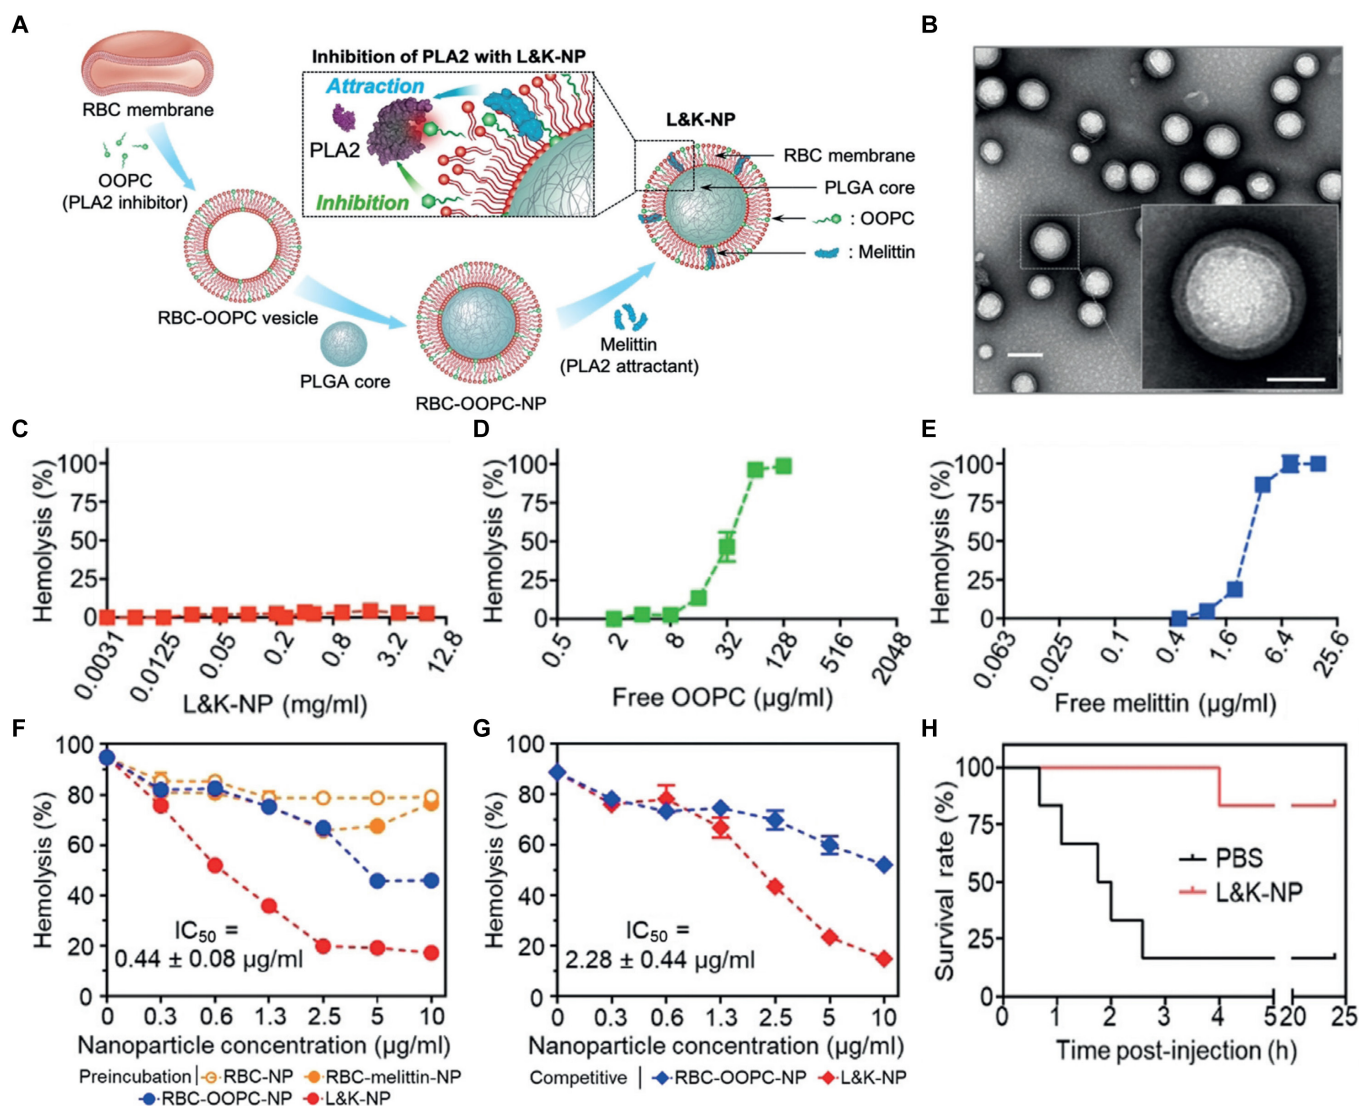 A
RBC membrane
OOPC
(PLA2 inhibitor)
RBC-OOPC vesicle
PLGA core
RBC-OOPC-NP
Melittin
(PLA2 attractant)
Inhibition of PLA2 with L&K-NP
Attraction
PLA2
Inhibition
L&K-NP
RBC membrane
PLGA core
: OOPC
: Melittin
B
C
Hemolysis (%)
100
75
50
25
0
0.0031
0.0125
0.05
0.2
0.8
3.2
12.8
L&K-NP (mg/ml)
D
Hemolysis (%)
100
75
50
25
0
0.5
2
8
32
128
516
2048
Free OOPC (µg/ml)
E
Hemolysis (%)
100
75
50
25
0
0.063
0.025
0.1
0.4
1.6
6.4
25.6
Free melittin (µg/ml)
F
Hemolysis (%)
100
80
60
40
20
0
IC50 =
0.44 ± 0.08 µg/ml
0 0.3 0.6 1.3 2.5 5 10
Nanoparticle concentration (µg/ml)
Preincubation RBC-NP RBC-melittin-NP
RBC-OOPC-NP L&K-NP
G
Hemolysis (%)
100
80
60
40
20
0
IC50 =
2.28 ± 0.44 µg/ml
0 0.3 0.6 1.3 2.5 5 10
Nanoparticle concentration (µg/ml)
Competitive RBC-OOPC-NP L&K-NP
H
Survival rate (%)
100
75
50
25
0
PBS
L&K-NP
0 1 2 3 4 5 20 25
Time post-injection (h)